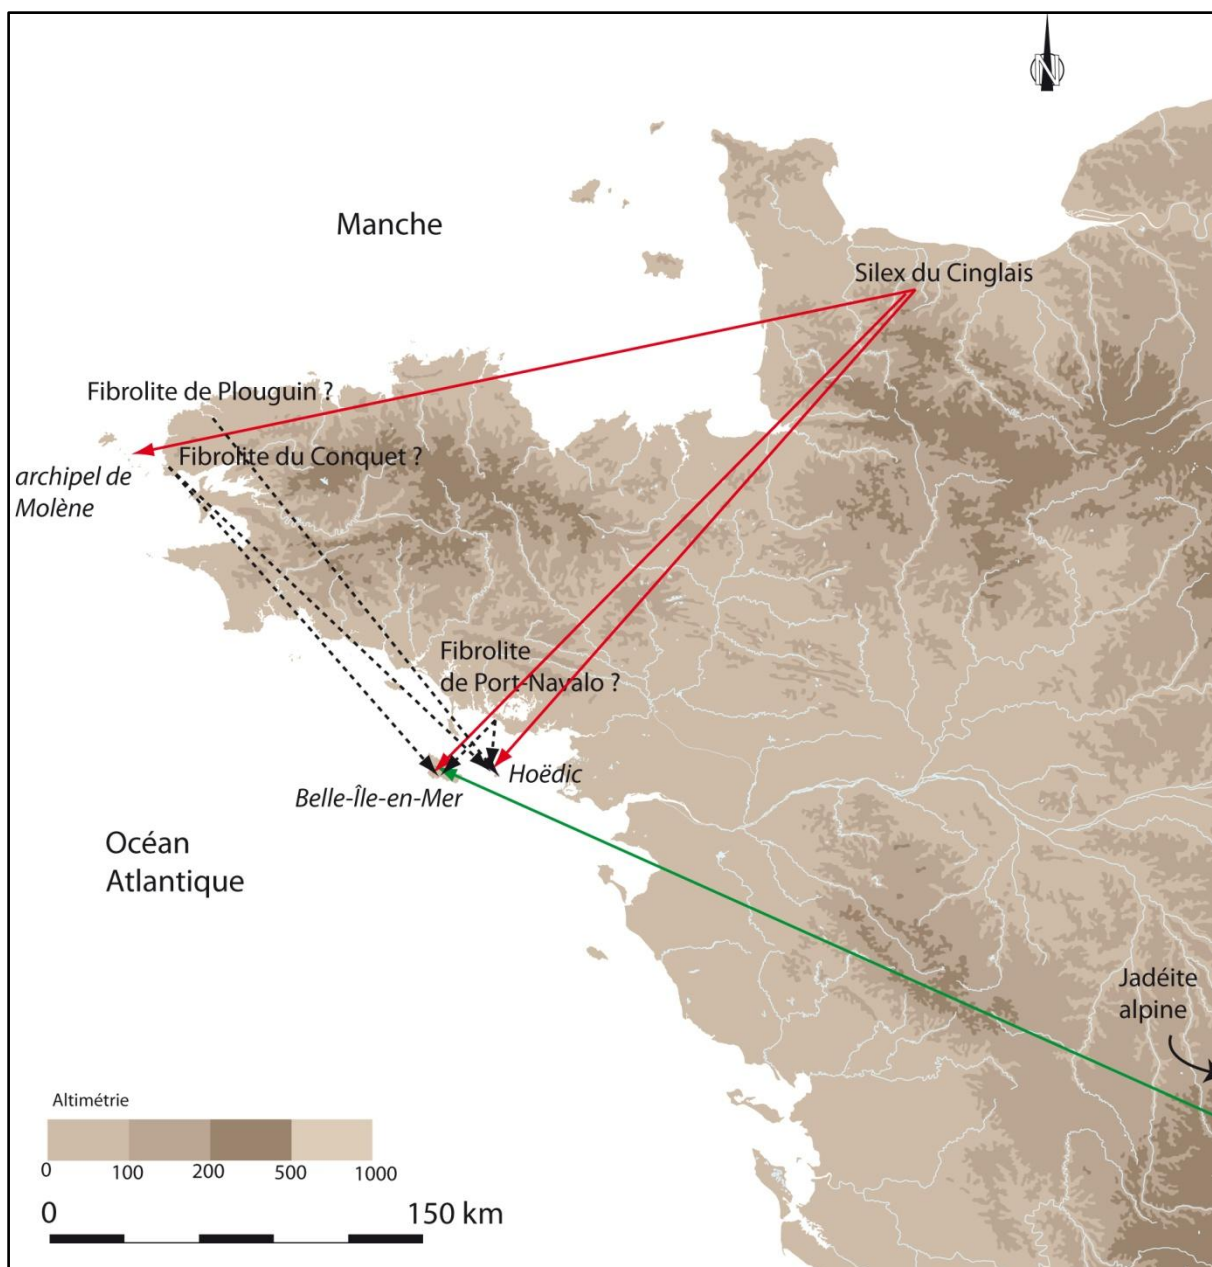 N
Manche
Silex du Cinglais
Fibrolite de Plouguin ?
Fibrolite du Conquet ?
archipel de
Molène
Fibrolite
de Port-Navalo ?
Hoëdic
Belle-Île-en-Mer
Océan
Atlantique
Jadéite
alpine
Altimétrie
0 100 200 500 1000
0 150 km